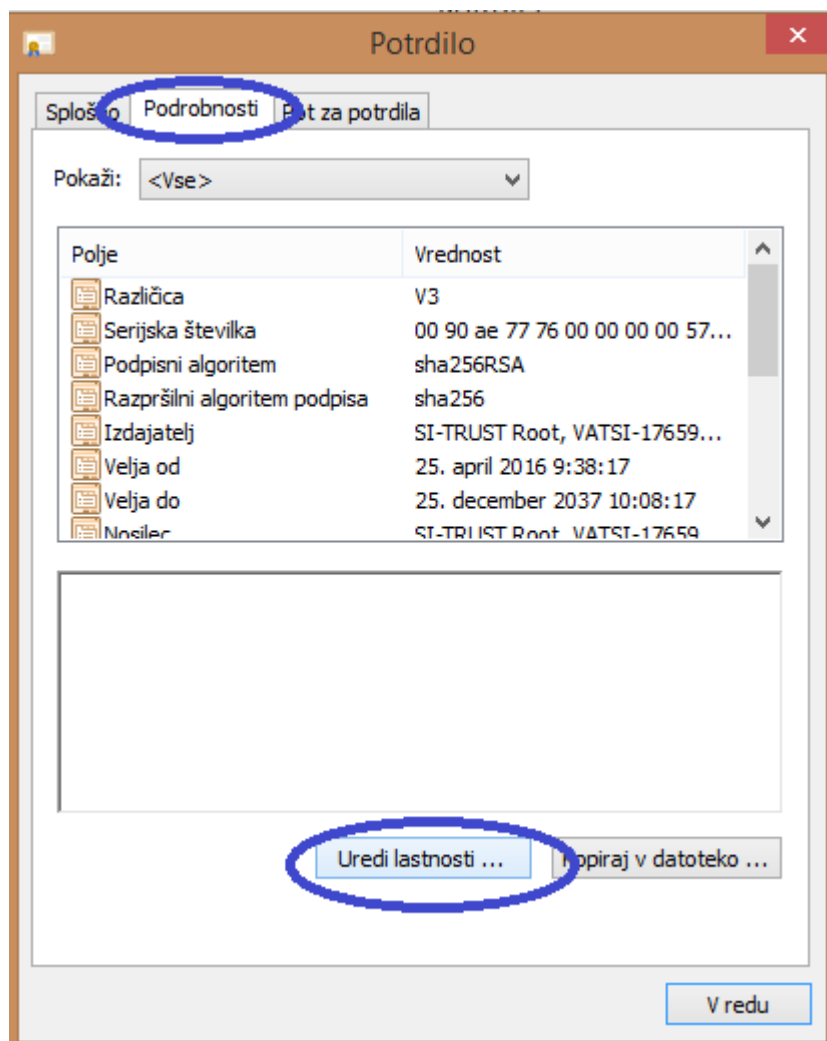 Potrdilo
Splošno Podrobnosti Pot za potrdila
Pokaži: <Vse>
Polje Vrednost
Različica V3
Serijska številka 00 90 ae 77 76 00 00 00 00 57...
Podpisni algoritem sha256RSA
Razpršilni algoritem podpisa sha256
Izdajatelj SI-TRUST Root, VATSI-17659...
Velja od 25. april 2016 9:38:17
Velja do 25. december 2037 10:08:17
Nosilec SI-TRUST Root, VATSI-17659
Uredi lastnosti ... Kopiraj v datoteko ...
V redu